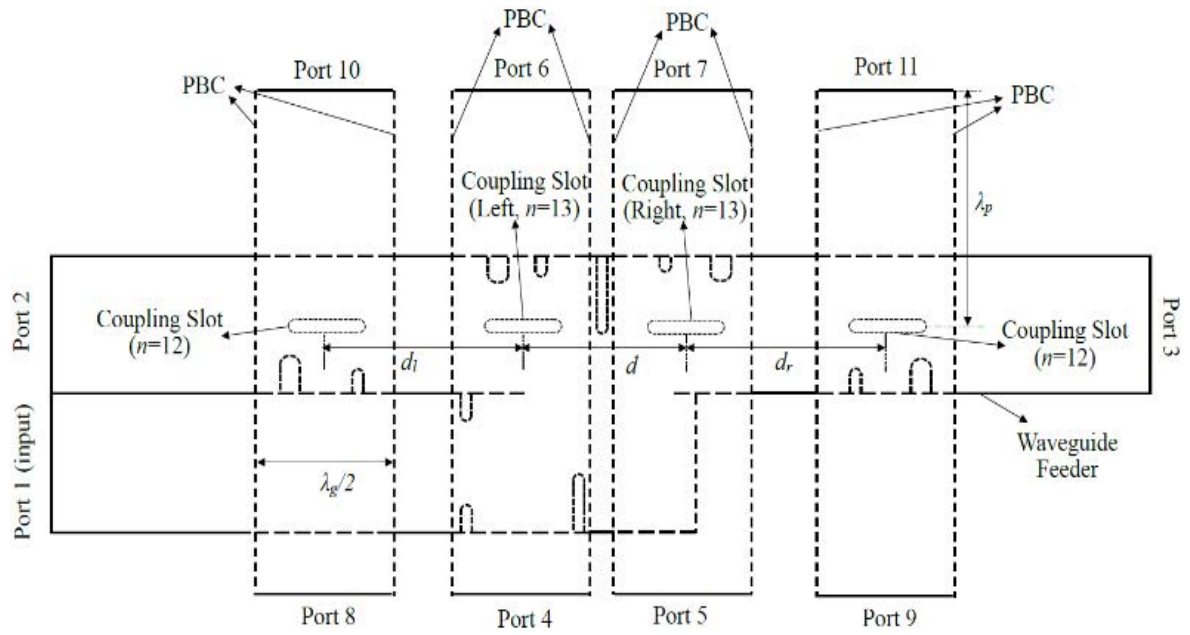 PBC
PBC
Port 10
Port 6
Port 7
Port 11
PBC
PBC
Coupling Slot
(Left, n=13)
Coupling Slot
(Right, n=13)
λp
Port 2
Coupling Slot
(n=12)
Port 3
Coupling Slot
(n=12)
dl
d
dr
Port 1 (input)
Waveguide
Feeder
λg/2
Port 8
Port 4
Port 5
Port 9